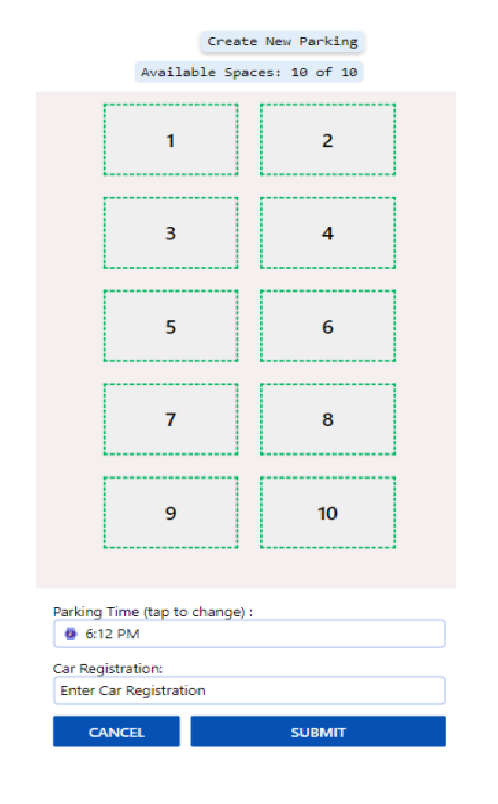 Create New Parking
Available Spaces: 10 of 10
1 2
3 4
5 6
7 8
9 10
Parking Time (tap to change) :
6:12 PM
Car Registration:
Enter Car Registration
CANCEL SUBMIT